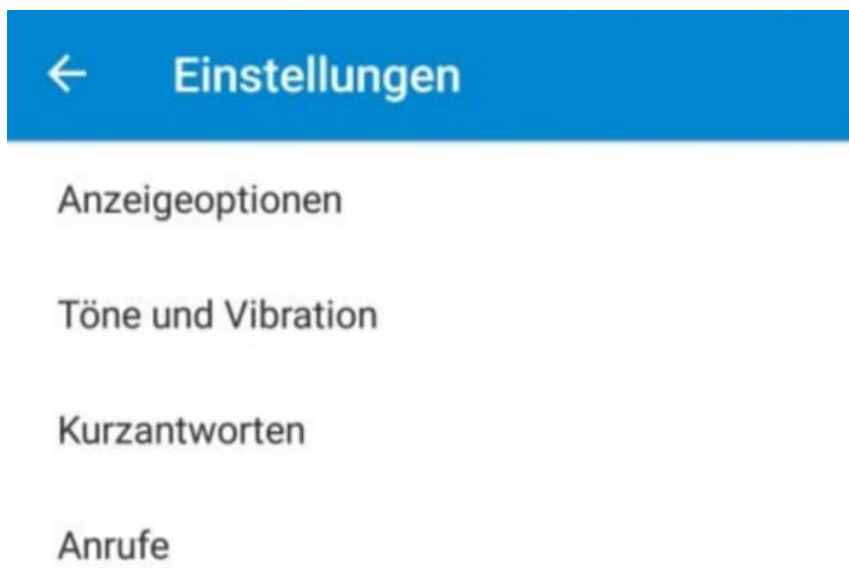 Einstellungen
Anzeigeoptionen
Töne und Vibration
Kurzantworten
Anrufe